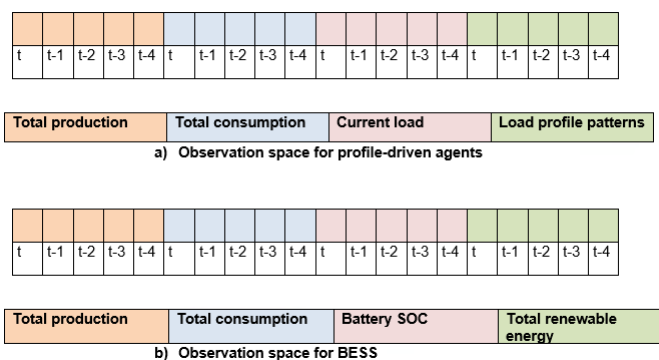 t t-1 t-2 t-3 t-4 t t-1 t-2 t-3 t-4 t t-1 t-2 t-3 t-4 t t-1 t-2 t-3 t-4
Total production Total consumption Current load Load profile patterns
a) Observation space for profile-driven agents
t t-1 t-2 t-3 t-4 t t-1 t-2 t-3 t-4 t t-1 t-2 t-3 t-4 t t-1 t-2 t-3 t-4
Total production Total consumption Battery SOC Total renewable
energy
b) Observation space for BESS